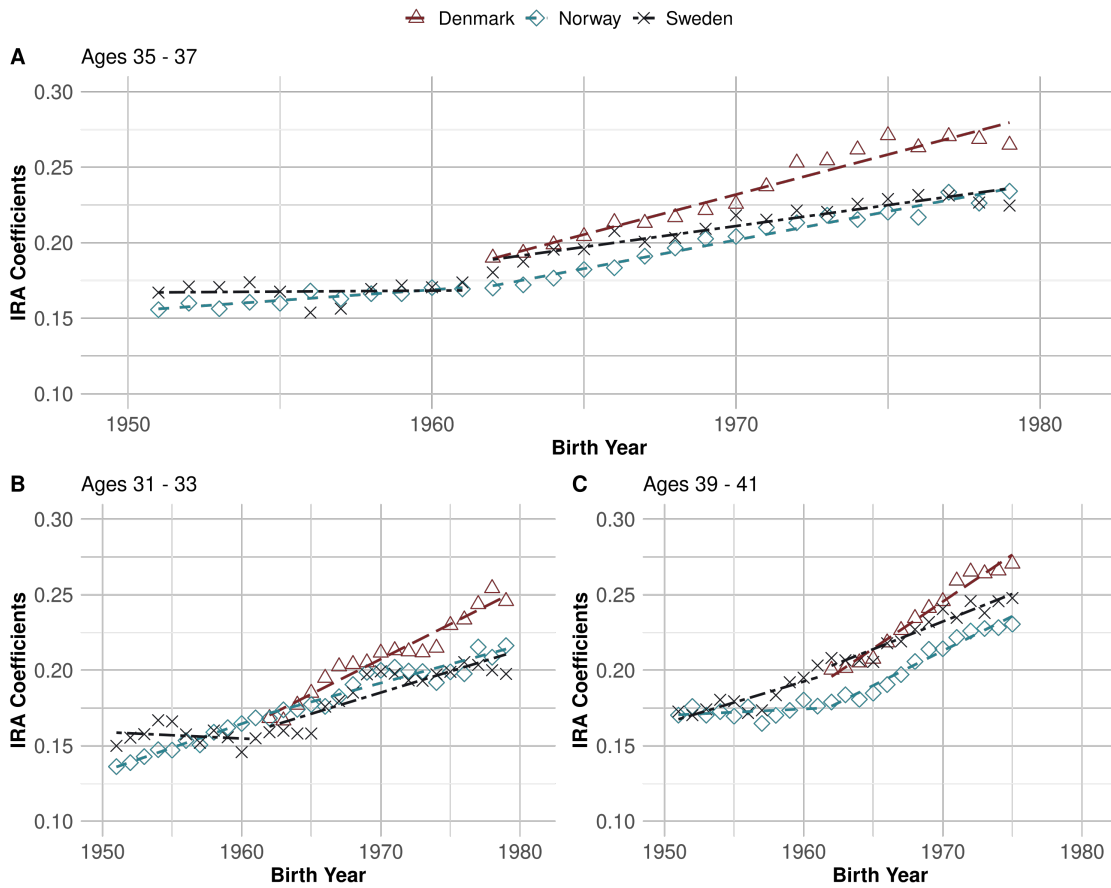 Denmark Norway Sweden
A Ages 35 - 37
0.30
0.25
0.20
0.15
0.10
IRA Coefficients
1950 1960 1970 1980
Birth Year
B Ages 31 - 33
0.30
0.25
0.20
0.15
0.10
IRA Coefficients
1950 1960 1970 1980
Birth Year
C Ages 39 - 41
0.30
0.25
0.20
0.15
0.10
IRA Coefficients
1950 1960 1970 1980
Birth Year